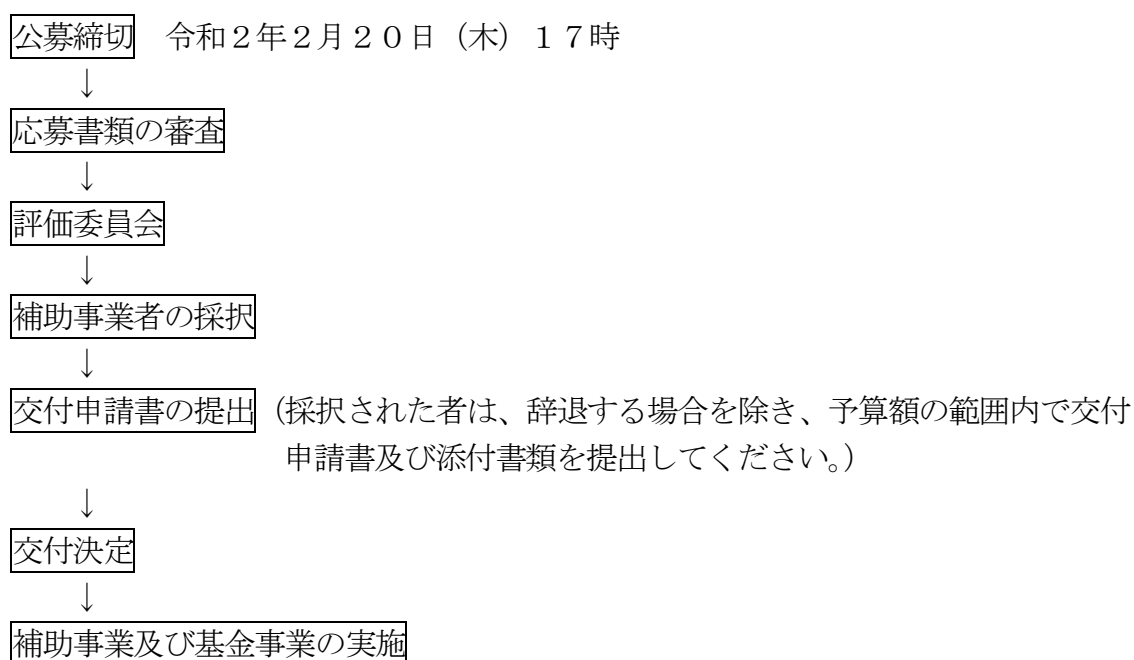 公募締切　令和２年２月２０日（木）１７時
↓
応募書類の審査
↓
評価委員会
↓
補助事業者の採択
↓
交付申請書の提出（採択された者は、辞退する場合を除き、予算額の範囲内で交付
申請書及び添付書類を提出してください。）
↓
交付決定
↓
補助事業及び基金事業の実施